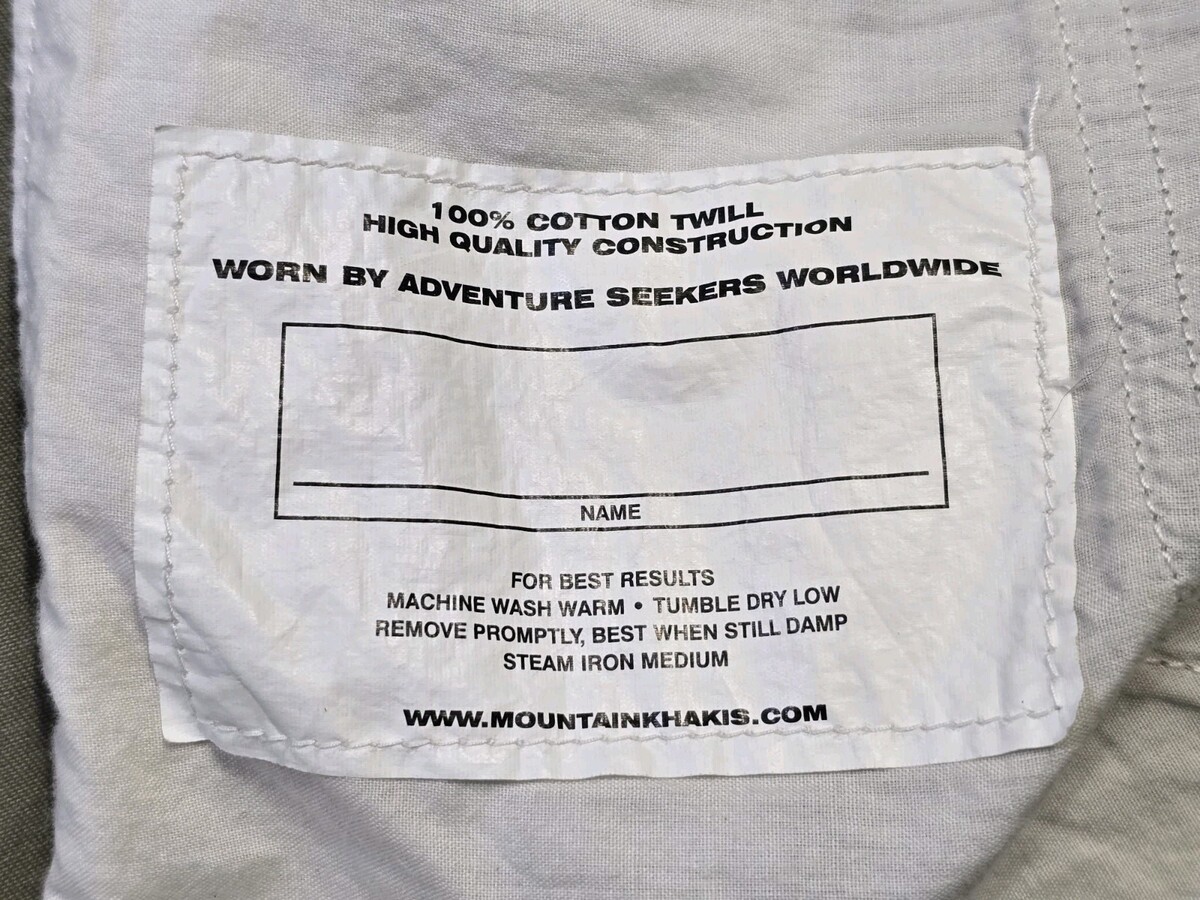 100% COTTON TWILL
HIGH QUALITY CONSTRUCTION
WORN BY ADVENTURE SEEKERS WORLDWIDE
NAME
FOR BEST RESULTS
MACHINE WASH WARM • TUMBLE DRY LOW
REMOVE PROMPTLY, BEST WHEN STILL DAMP
STEAM IRON MEDIUM
WWW.MOUNTAINKHAKIS.COM